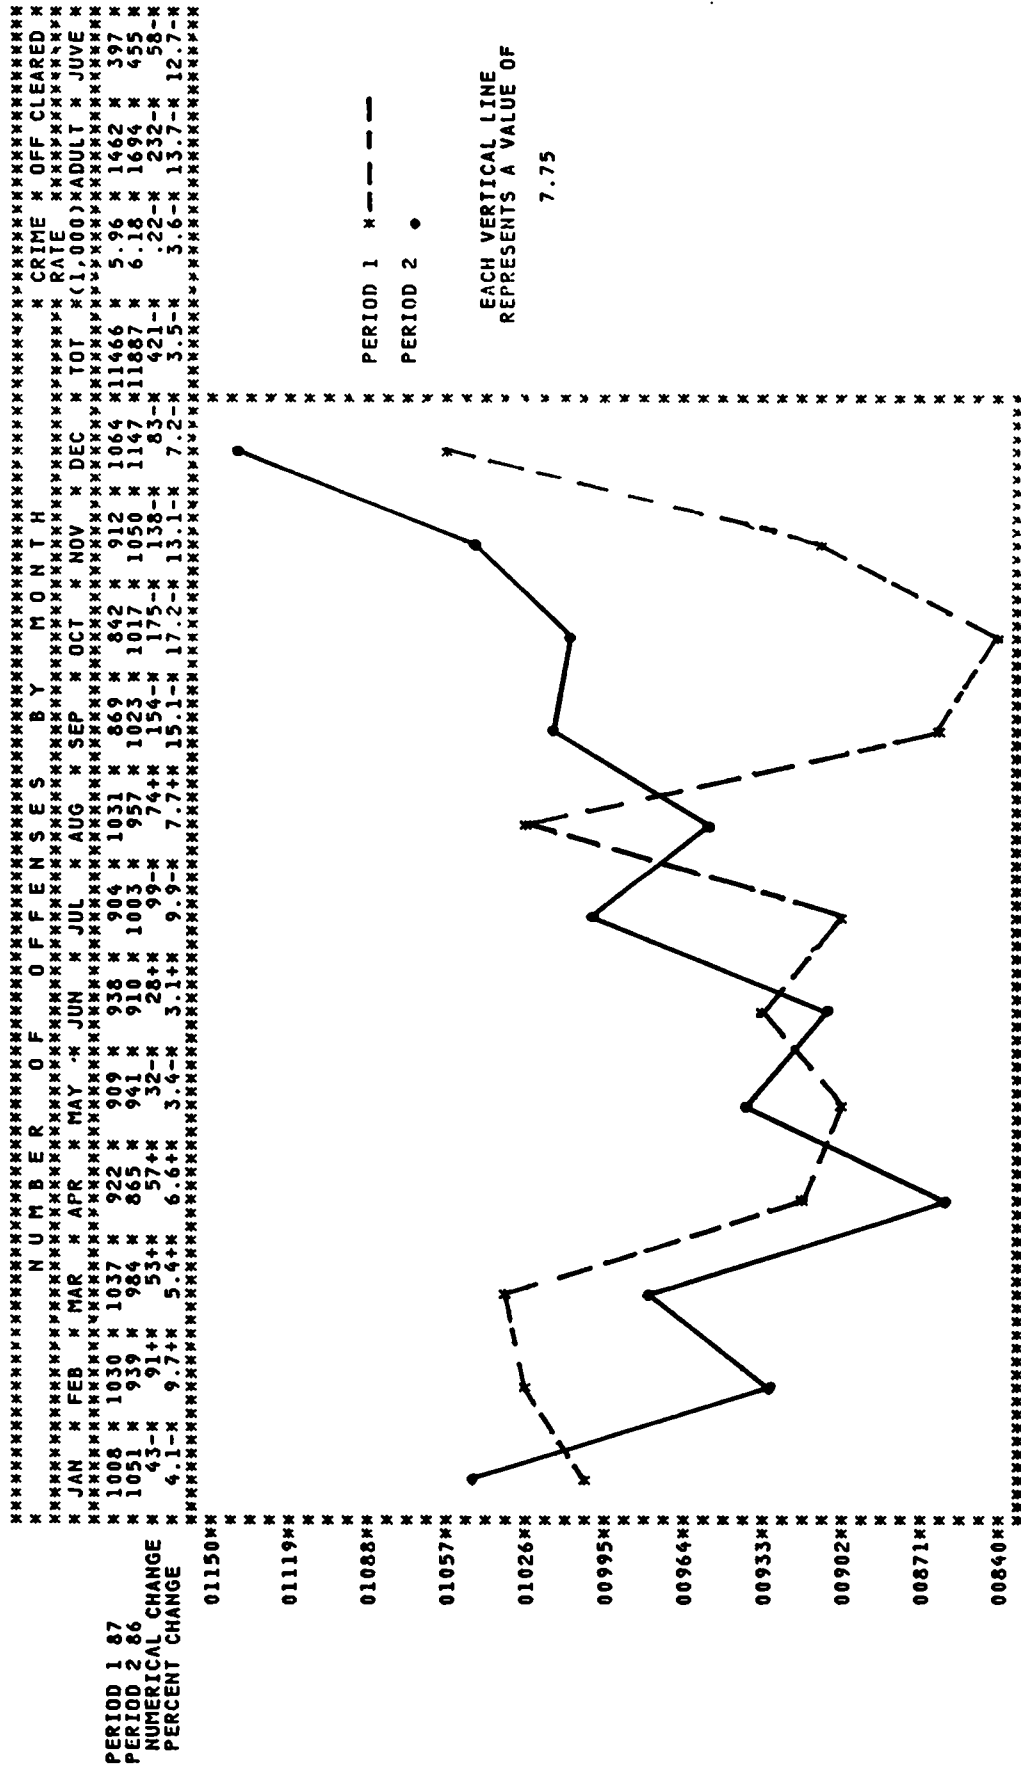 * N U M B E R O F O F F E N S E S B Y M O N T H * CRIME * OFF CLEARED *
* RATE
* JAN * FEB * MAR * APR * MAY * JUN * JUL * AUG * SEP * OCT * NOV * DEC * TOT *(1,000)*ADULT * JUVE *
PERIOD 1 87 * 1008 * 1030 * 1037 * 922 * 909 * 938 * 904 * 1031 * 869 * 842 * 912 * 1064 *11466 * 5.96 * 1462 * 397 *
PERIOD 2 86 * 1051 * 939 * 984 * 865 * 941 * 910 * 1003 * 957 * 1023 * 1017 * 1050 * 1147 *11887 * 6.18 * 1694 * 455 *
NUMERICAL CHANGE * 43-* 91+* 53+* 57+* 32-* 28+* 99-* 74+* 154-* 175-* 138-* 83-* 421-* .22-* 232-* 58-*
PERCENT CHANGE * 4.1-* 9.7+* 5.4+* 6.6+* 3.4-* 3.1+* 9.9-* 7.7+* 15.1-* 17.2-* 13.1-* 7.2-* 3.5-* 3.6-* 13.7-* 12.7-*
01150**
01119**
01088**
01057**
01026**
00995**
00964**
00933**
00902**
00871**
00840**
PERIOD 1 *
PERIOD 2 ●
EACH VERTICAL LINE
REPRESENTS A VALUE OF
7.75